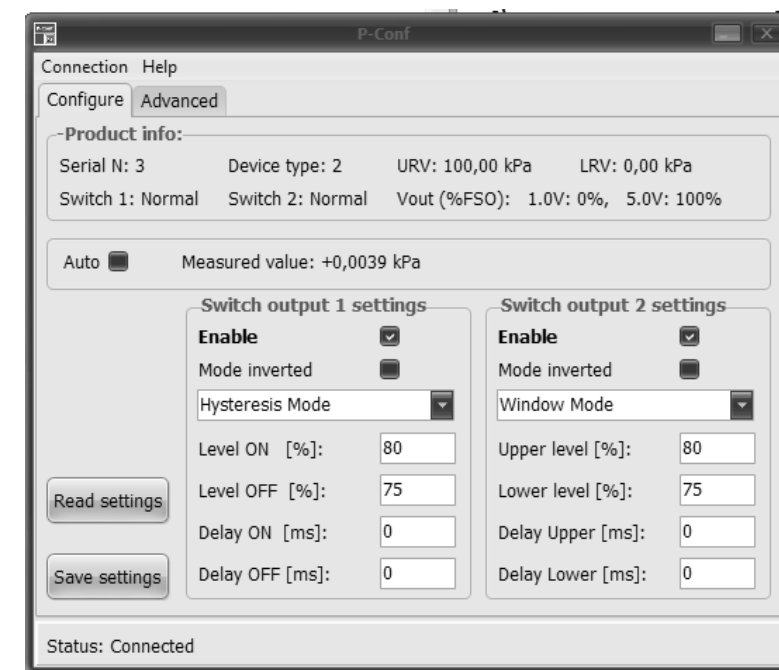 P-Conf
Connection Help
Configure Advanced
-Product info:
Serial N: 3 Device type: 2 URV: 100,00 kPa LRV: 0,00 kPa
Switch 1: Normal Switch 2: Normal Vout (%FSO): 1.0V: 0%, 5.0V: 100%
Auto Measured value: +0,0039 kPa
Switch output 1 settings
Enable
Mode inverted
Hysteresis Mode
Level ON [%]: 80
Level OFF [%]: 75
Delay ON [ms]: 0
Delay OFF [ms]: 0
Switch output 2 settings
Enable
Mode inverted
Window Mode
Upper level [%]: 80
Lower level [%]: 75
Delay Upper [ms]: 0
Delay Lower [ms]: 0
Read settings
Save settings
Status: Connected